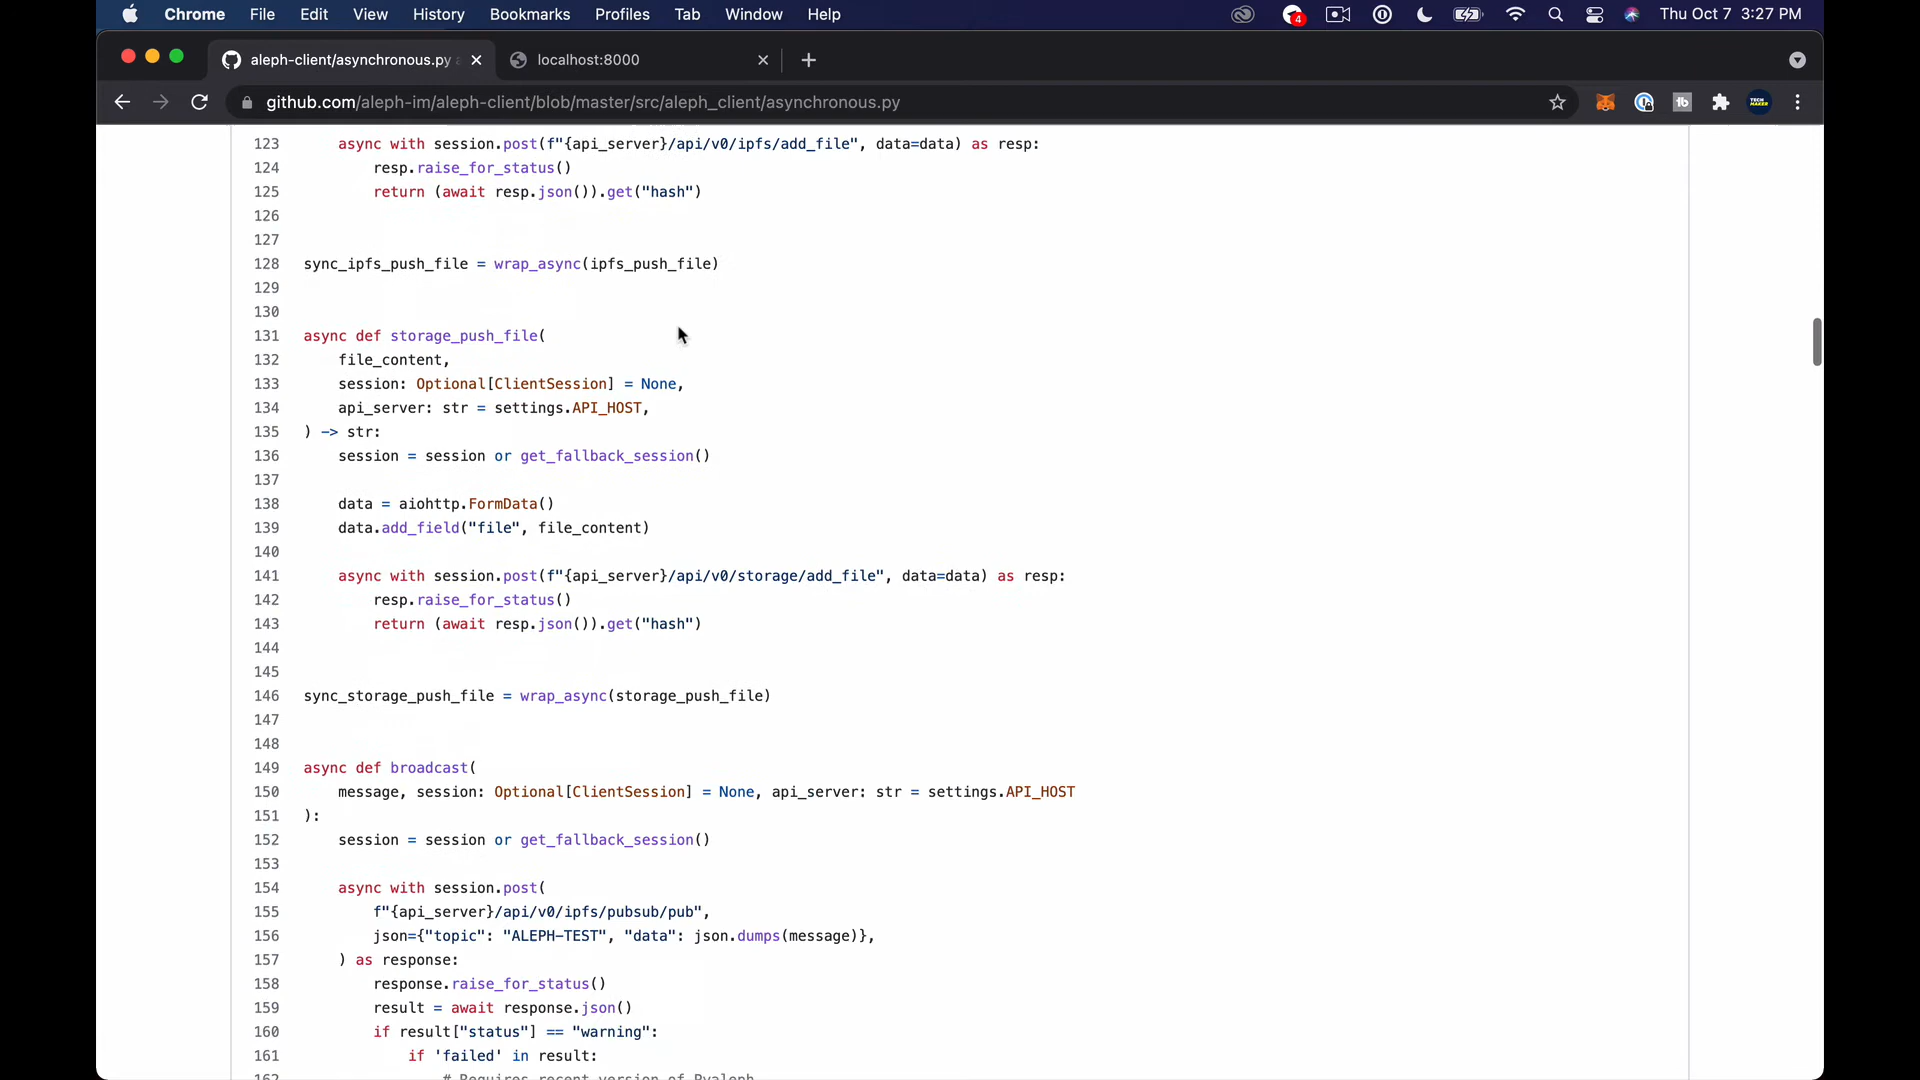 Chrome File Edit View History Bookmarks Profiles Tab Window Help 4 Thu Oct 7 3:27 PM
aleph-client/asynchronous.py localhost:8000
github.com/aleph-im/aleph-client/blob/master/src/aleph_client/asynchronous.py tb TECH MAKER
123 async with session.post(f"{api_server}/api/v0/ipfs/add_file", data=data) as resp:
124 resp.raise_for_status()
125 return (await resp.json()).get("hash")
126
127
128 sync_ipfs_push_file = wrap_async(ipfs_push_file)
129
130
131 async def storage_push_file(
132 file_content,
133 session: Optional[ClientSession] = None,
134 api_server: str = settings.API_HOST,
135 ) -> str:
136 session = session or get_fallback_session()
137
138 data = aiohttp.FormData()
139 data.add_field("file", file_content)
140
141 async with session.post(f"{api_server}/api/v0/storage/add_file", data=data) as resp:
142 resp.raise_for_status()
143 return (await resp.json()).get("hash")
144
145
146 sync_storage_push_file = wrap_async(storage_push_file)
147
148
149 async def broadcast(
150 message, session: Optional[ClientSession] = None, api_server: str = settings.API_HOST
151 ):
152 session = session or get_fallback_session()
153
154 async with session.post(
155 f"{api_server}/api/v0/ipfs/pubsub/pub",
156 json={"topic": "ALEPH-TEST", "data": json.dumps(message)},
157 ) as response:
158 response.raise_for_status()
159 result = await response.json()
160 if result["status"] == "warning":
161 if 'failed' in result:
162 # Requires recent version of Pyaleph